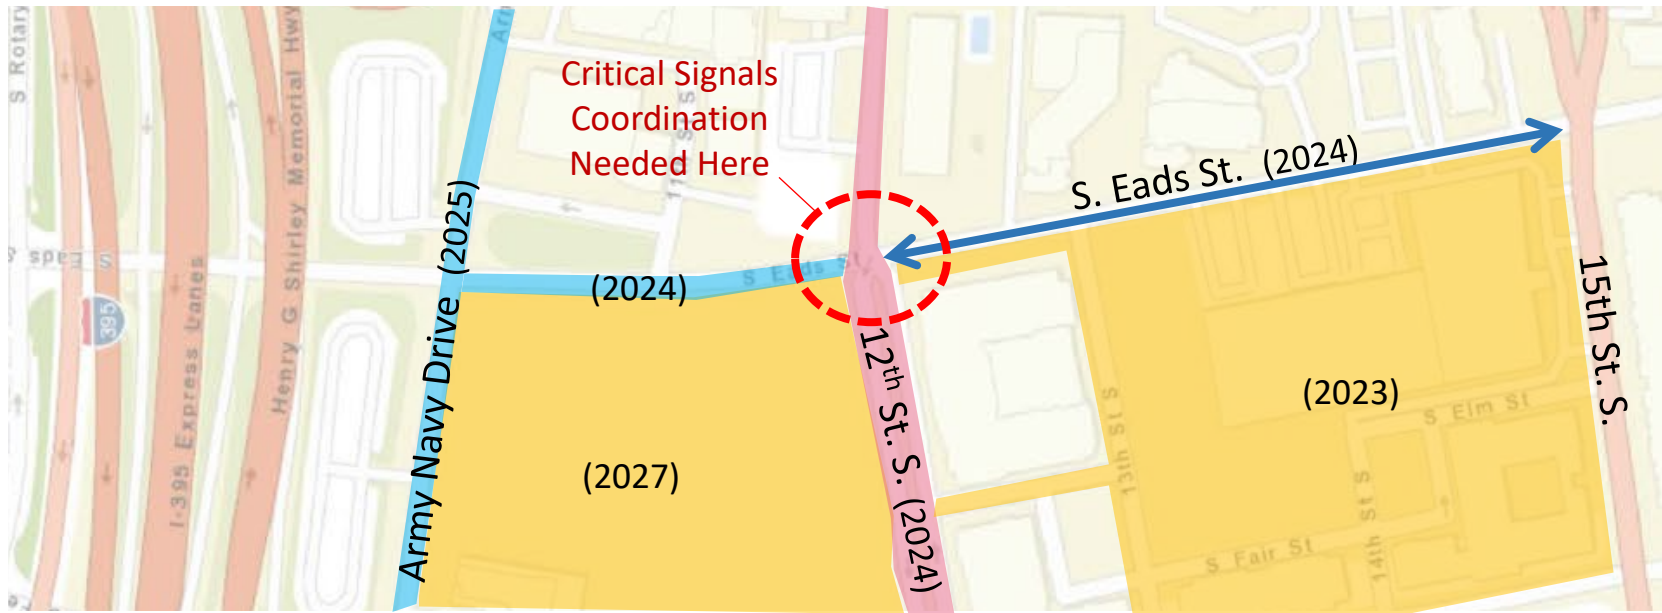 S Rotary
I-395 Express Lanes
Henry G Shirley Memorial Hwy
S Eads S
395
Army Navy Drive (2025)
Critical Signals
Coordination
Needed Here
11th St S
S Eads St
(2024)
(2027)
12th St. S. (2024)
S. Eads St. (2024)
15th St. S.
(2023)
13th St S
S Elm St
14th St S
S Fair St